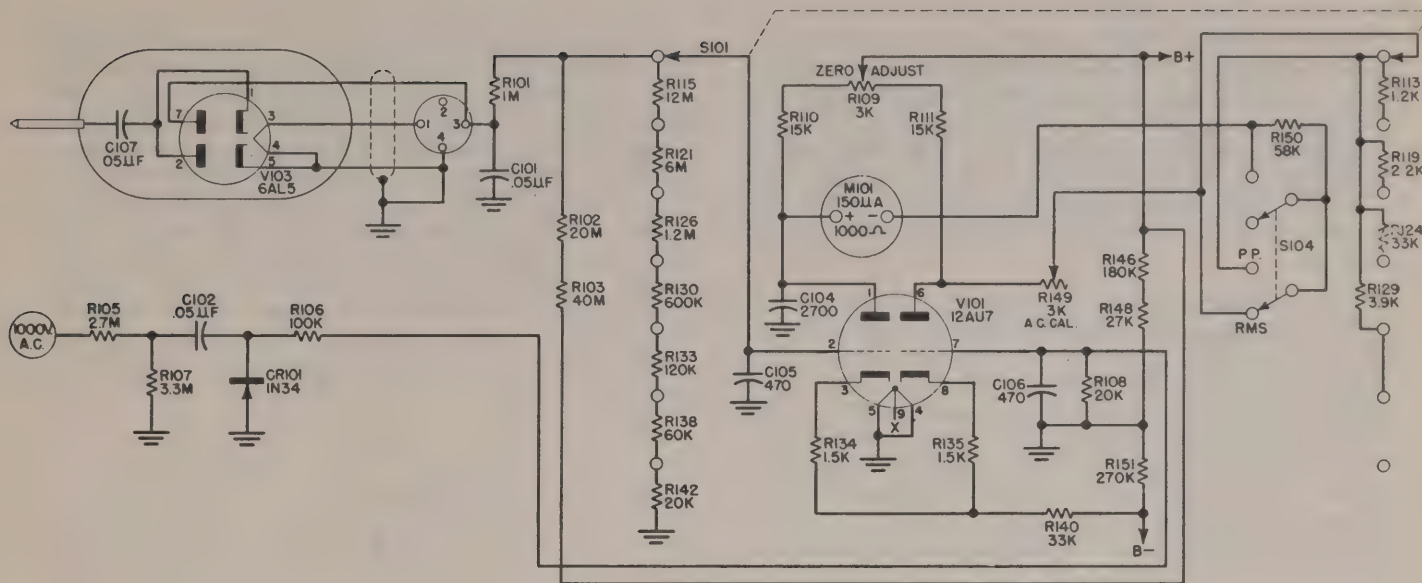 7
2
1
3
4
5
C107
.05µF
V103
6AL5
2
1
3
4
R101
1M
C101
.05µF
S101
R102
20M
R103
40M
R115
12M
R121
6M
R126
1.2M
R130
600K
R133
120K
R138
60K
R142
20K
1000V.
A.C.
R105
2.7M
C102
.05µF
R106
100K
R107
3.3M
CR101
1N34
ZERO ADJUST
R109
3K
R110
15K
R111
15K
B+
M101
150µA
+ -
1000Ω
C104
2700
1
6
V101
12AU7
R149
3K
A.C. CAL.
2
7
3
8
5
9
4
X
C105
470
C106
470
R108
20K
R134
1.5K
R135
1.5K
R140
33K
R146
180K
R148
27K
R151
270K
B-
R150
58K
P.P.
S104
RMS
R113
1.2K
R119
2.2K
R124
33K
R129
3.9K